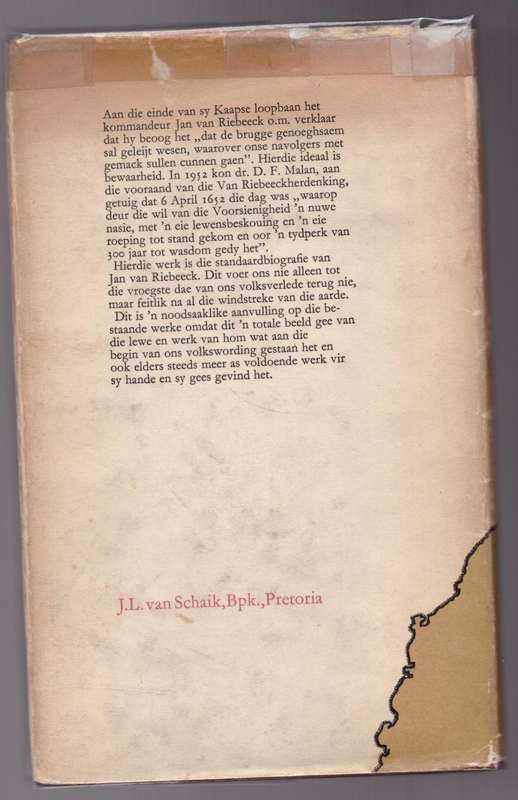 Aan die einde van sy Kaapse loopbaan het
kommandeur Jan van Riebeeck o.m. verklaar
dat hy beoog het „dat de brugge genoeghsaem
sal geleijt wesen, waarover onse navolgers met
gemack sullen cunnen gaen”. Hierdie ideaal is
bewaarheid. In 1952 kon dr. D. F. Malan, aan
die vooraand van die Van Riebeeckherdenking,
getuig dat 6 April 1652 die dag was „waarop
deur die wil van die Voorsienigheid 'n nuwe
nasie, met 'n eie lewensbeskouing en 'n eie
roeping tot stand gekom en oor 'n tydperk van
300 jaar tot wasdom gedy het”.
Hierdie werk is die standaardbiografie van
Jan van Riebeeck. Dit voer ons nie alleen tot
die vroegste dae van ons volksverlede terug nie,
maar feitlik na al die windstreke van die aarde.
Dit is 'n noodsaaklike aanvulling op die be-
staande werke omdat dit 'n totale beeld gee van
die lewe en werk van hom wat aan die
begin van ons volkswording gestaan het en
ook elders steeds meer as voldoende werk vir
sy hande en sy gees gevind het.
J.L. van Schaik, Bpk., Pretoria